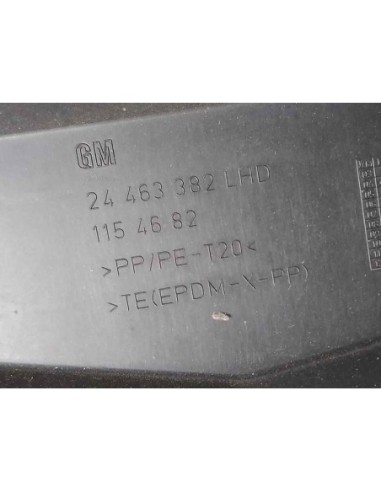 GM
24 463 382 LHD
115 46 82
>PP/PE-T20<
>TE(EPDM-X-PP)